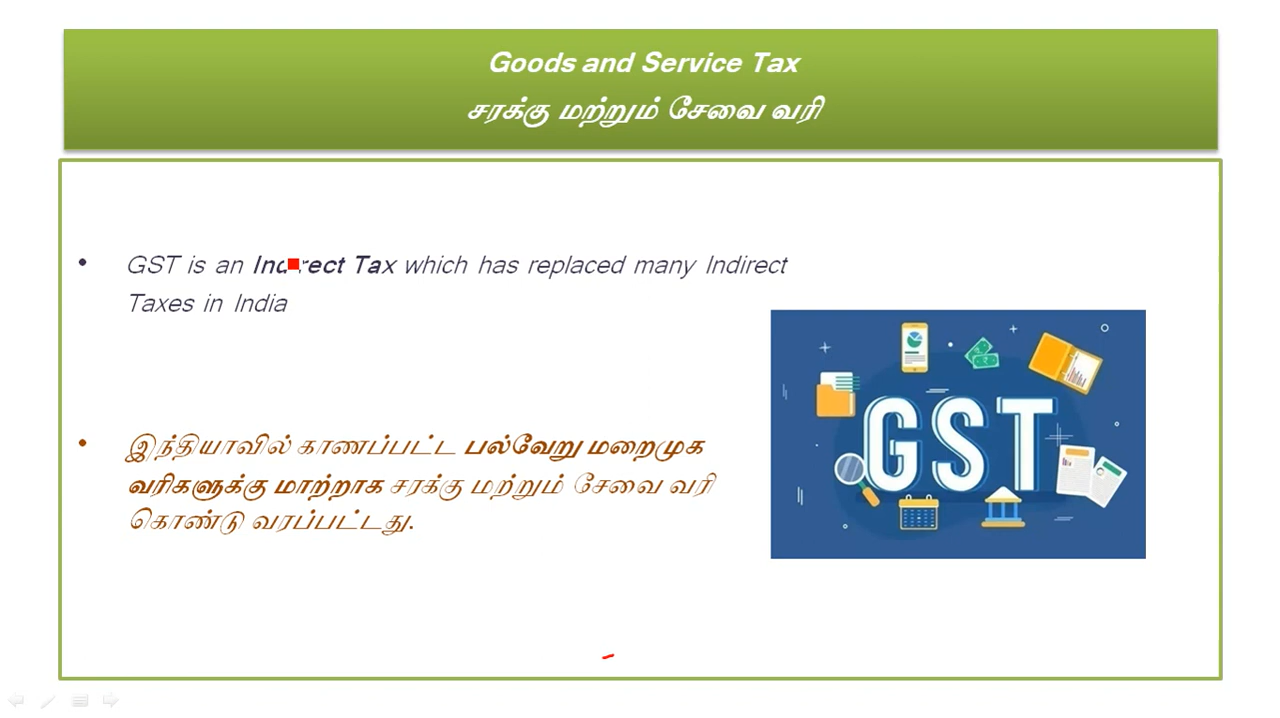 Goods and Service Tax
சரக்கு மற்றும் சேவை வரி
• GST is an Indirect Tax which has replaced many Indirect
Taxes in India
• இந்தியாவில் காணப்பட்ட பல்வேறு மறைமுக
வரிகளுக்கு மாற்றாக சரக்கு மற்றும் சேவை வரி
கொண்டு வரப்பட்டது.
GST